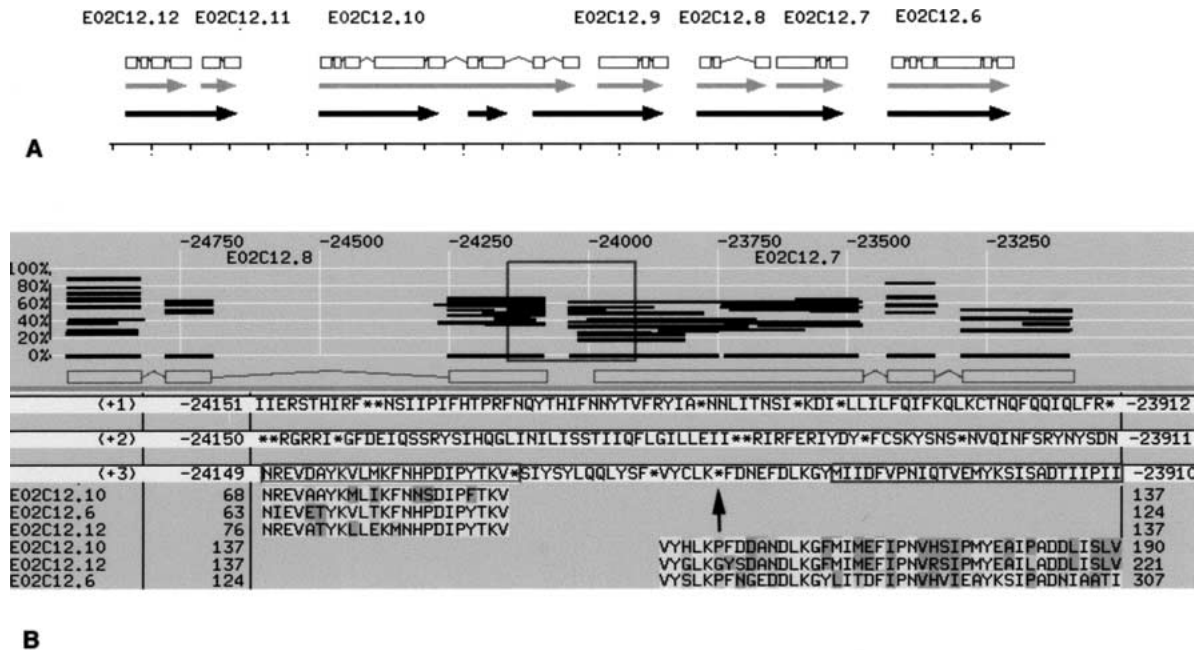 E02C12.12 E02C12.11 E02C12.10 E02C12.9 E02C12.8 E02C12.7 E02C12.6
A
-24750 -24500 -24250 -24000 -23750 -23500 -23250
E02C12.8 E02C12.7
100%
80%
60%
40%
20%
0%
(+1) -24151 IIERSTHIRF**NSIIPIFHTPRFNQYTHIFNNYTVFRYIA*NNLITNSI*KDI*LLILFQIFKQLKCTNQFQQIQLFR* -23912
(+2) -24150 **RGRRI*GFDEIQSSRYSIHQGLINILISSTIIQFLGILLEII**RIRFERIYDY*FCSKYSNS*NVQINFSRYNYSDN -23911
(+3) -24149 NREVDAYKVLMKFNHPDIPYTKV*SIYSYLQQLYSF*VYCLK*FDNEFDLKGYMIIDFVPNIQTVEMYKSISADTIIPII -23910
E02C12.10 68 NREVAAYKMLIKFNNSDIPFTKV 137
E02C12.6 63 NIEVETYKVLTKFNHPDIPYTKV 124
E02C12.12 76 NREVATYKLLEKMNHPDIPYTKV 137
E02C12.10 137 VYHLKPFDDANDLKGFMIMEFIPNVHSIPMYEAIPADDLISLV 190
E02C12.12 137 VYGLKGYSDANDLKGFMIMEFIPNVRSIPMYEAILADDLISLV 221
E02C12.6 124 VYSLKPFNGEDDLKGYLITDFIPNVHVIEAYKSIPADNIAATI 307
B